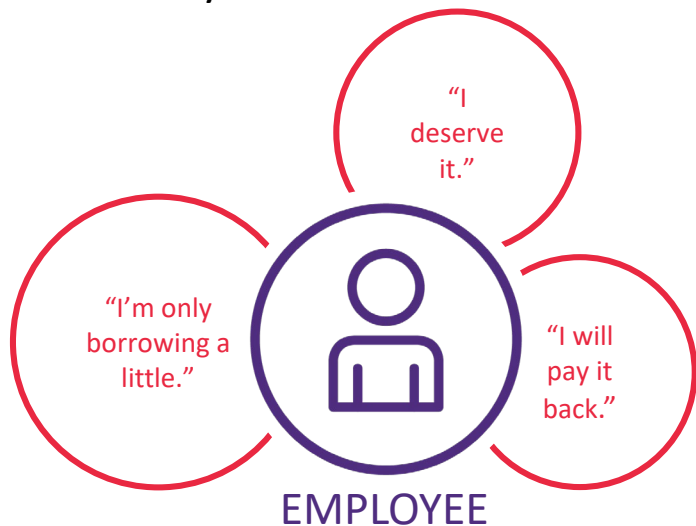 “I
deserve
it.”
“I’m only
borrowing a
little.”
“I will
pay it
back.”
EMPLOYEE